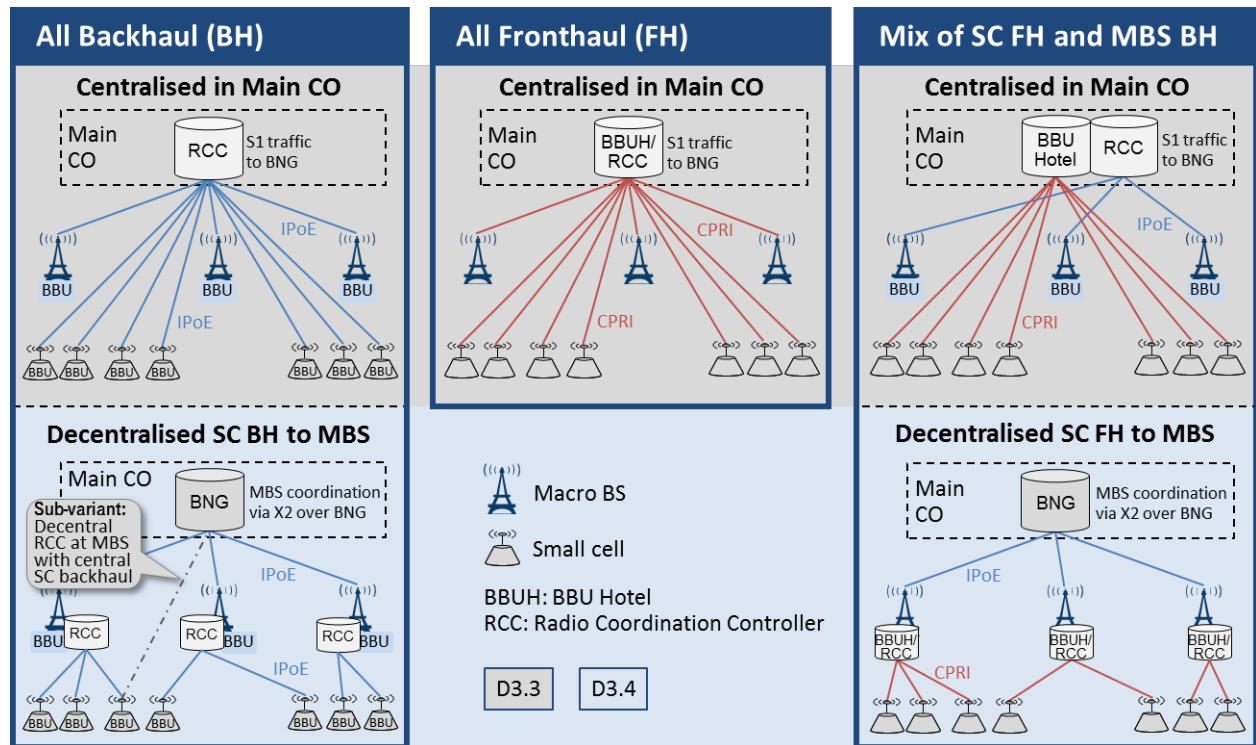 All Backhaul (BH)
Centralised in Main CO
Main
CO
RCC
S1 traffic
to BNG
IPoE
BBU
BBU
BBU
IPoE
BBU
BBU
BBU
BBU
BBU
BBU
BBU
Decentralised SC BH to MBS
Main CO
BNG
MBS coordination
via X2 over BNG
Sub-variant:
Decentral
RCC at MBS
with central
SC backhaul
IPoE
RCC
RCC
RCC
BBU
BBU
BBU
IPoE
BBU
BBU
BBU
BBU
BBU
BBU
BBU
All Fronthaul (FH)
Centralised in Main CO
Main
CO
BBUH/
RCC
S1 traffic
to BNG
CPRI
CPRI
Macro BS
Small cell
BBUH: BBU Hotel
RCC: Radio Coordination Controller
D3.3
D3.4
Mix of SC FH and MBS BH
Centralised in Main CO
Main
CO
BBU
Hotel
RCC
S1 traffic
to BNG
IPoE
BBU
BBU
BBU
CPRI
Decentralised SC FH to MBS
Main
CO
BNG
MBS coordination
via X2 over BNG
IPoE
BBUH/
RCC
BBUH/
RCC
BBUH/
RCC
CPRI